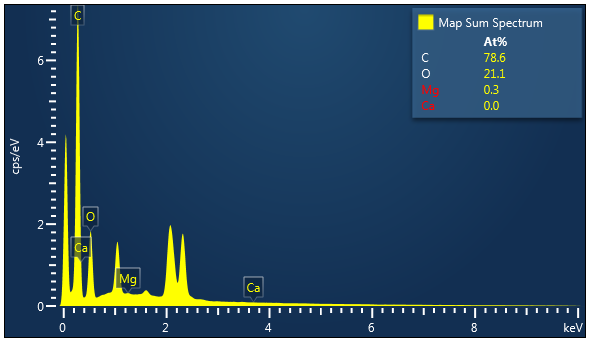 Map Sum Spectrum
At%
C 78.6
O 21.1
Mg 0.3
Ca 0.0
C
6
4
cps/eV
2
O
Ca
Mg
Ca
0
0 2 4 6 8 keV